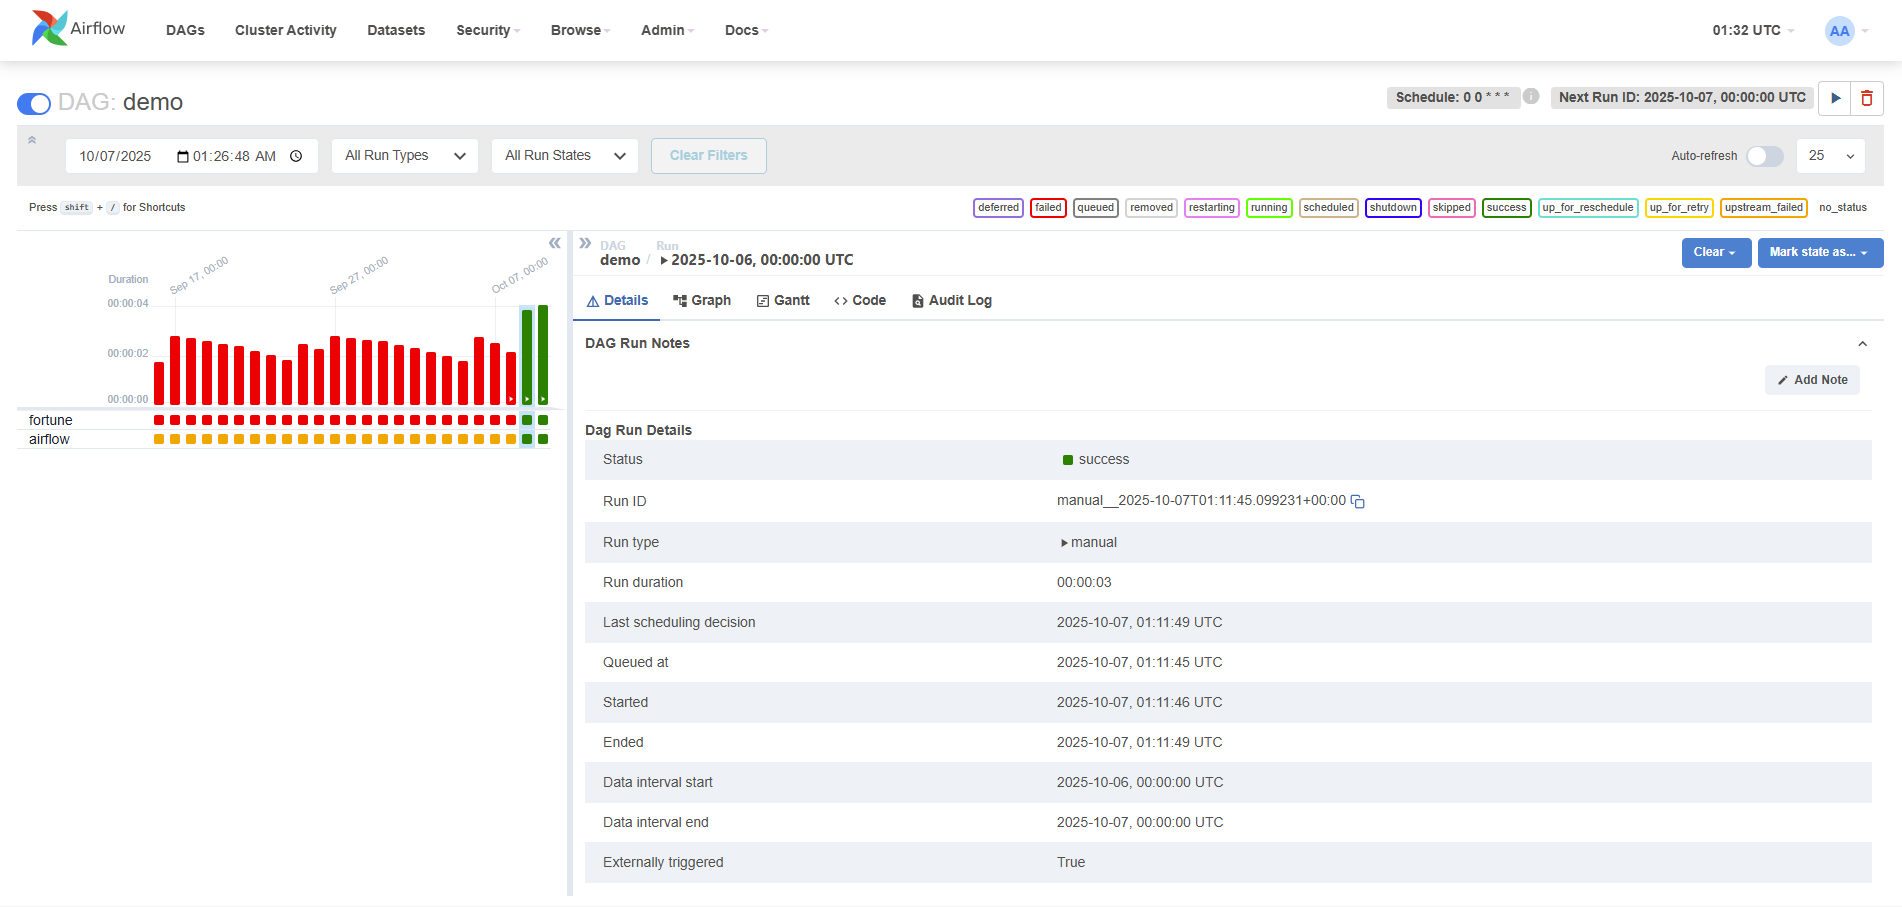 Airflow DAGs Cluster Activity Datasets Security Browse Admin Docs 01:32 UTC AA
DAG: demo Schedule: 0 0 * * * i Next Run ID: 2025-10-07, 00:00:00 UTC
10/07/2025 01:26:48 AM All Run Types All Run States Clear Filters Auto-refresh 25
Press shift + / for Shortcuts deferred failed queued removed restarting running scheduled shutdown skipped success up_for_reschedule up_for_retry upstream_failed no_status
Duration Sep 17, 00:00 Sep 27, 00:00 Oct 07, 00:00
00:00:04
00:00:02
00:00:00
fortune
airflow
DAG Run
demo / 2025-10-06, 00:00:00 UTC Clear Mark state as...
Details Graph Gantt Code Audit Log
DAG Run Notes
Add Note
Dag Run Details
Status success
Run ID manual__2025-10-07T01:11:45.099231+00:00
Run type manual
Run duration 00:00:03
Last scheduling decision 2025-10-07, 01:11:49 UTC
Queued at 2025-10-07, 01:11:45 UTC
Started 2025-10-07, 01:11:46 UTC
Ended 2025-10-07, 01:11:49 UTC
Data interval start 2025-10-06, 00:00:00 UTC
Data interval end 2025-10-07, 00:00:00 UTC
Externally triggered True